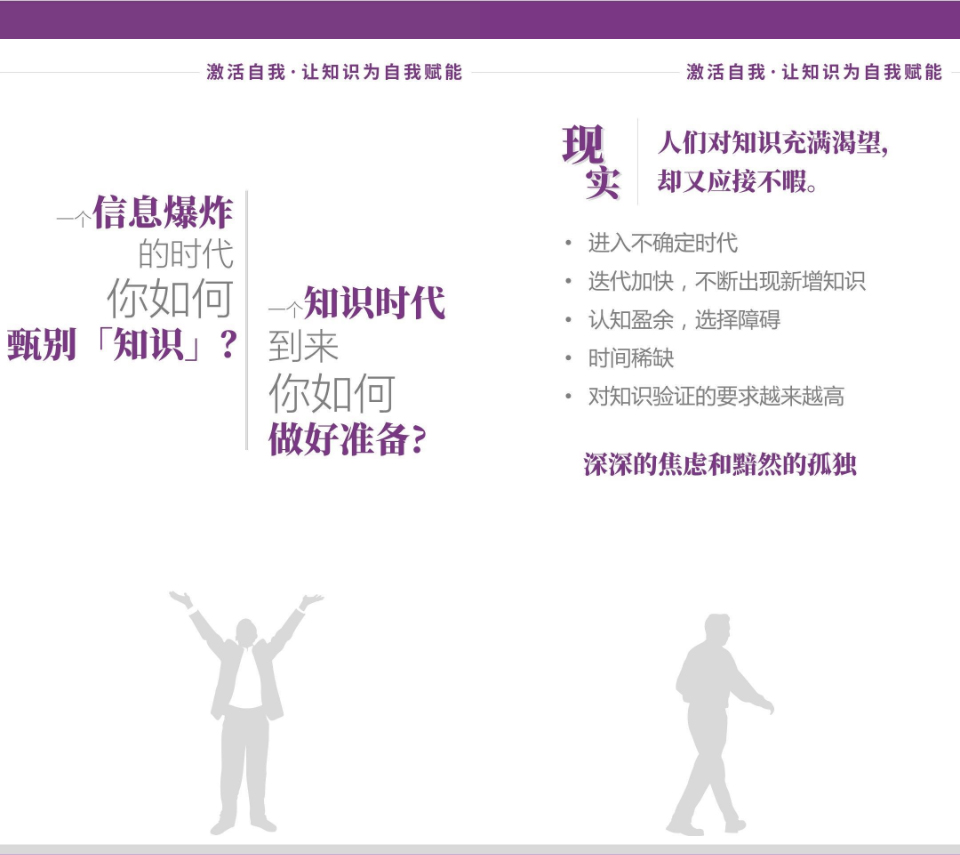 激活自我·让知识为自我赋能
一个信息爆炸
的时代
你如何
甄别「知识」?
一个知识时代
到来
你如何
做好准备?
激活自我·让知识为自我赋能
现
实
人们对知识充满渴望,
却又应接不暇。
• 进入不确定时代
• 迭代加快，不断出现新增知识
• 认知盈余，选择障碍
• 时间稀缺
• 对知识验证的要求越来越高
深深的焦虑和黯然的孤独